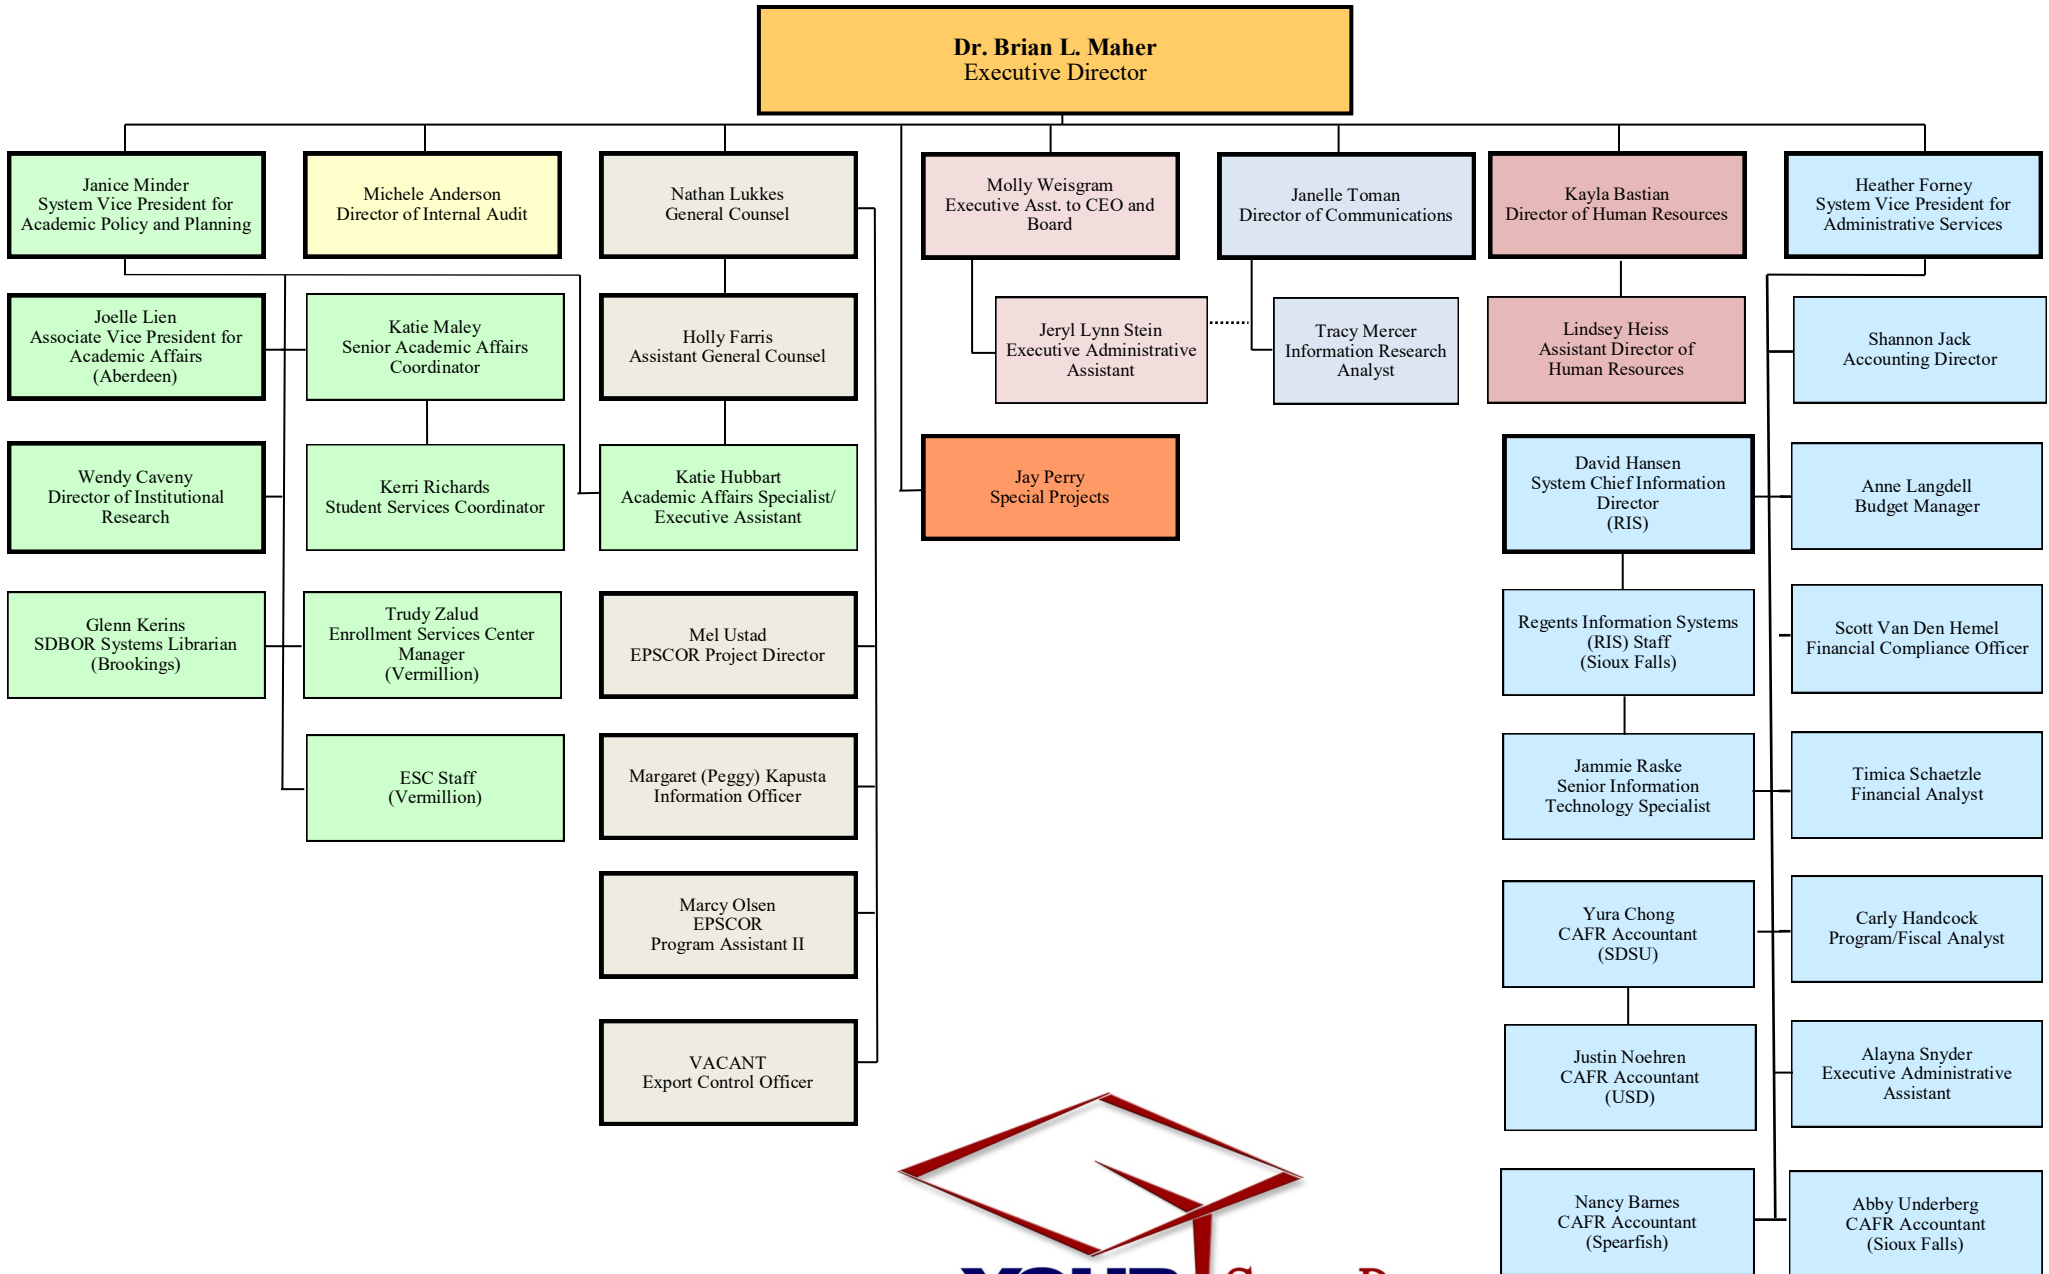 Dr. Brian L. Maher
Executive Director
Janice Minder
System Vice President for
Academic Policy and Planning
Michele Anderson
Director of Internal Audit
Nathan Lukkes
General Counsel
Molly Weisgram
Executive Asst. to CEO and
Board
Janelle Toman
Director of Communications
Kayla Bastian
Director of Human Resources
Heather Forney
System Vice President for
Administrative Services
Joelle Lien
Associate Vice President for
Academic Affairs
(Aberdeen)
Katie Maley
Senior Academic Affairs
Coordinator
Holly Farris
Assistant General Counsel
Jeryl Lynn Stein
Executive Administrative
Assistant
Tracy Mercer
Information Research
Analyst
Lindsey Heiss
Assistant Director of
Human Resources
Shannon Jack
Accounting Director
Wendy Caveny
Director of Institutional
Research
Kerri Richards
Student Services Coordinator
Katie Hubbart
Academic Affairs Specialist/
Executive Assistant
Jay Perry
Special Projects
David Hansen
System Chief Information
Director
(RIS)
Anne Langdell
Budget Manager
Glenn Kerins
SDBOR Systems Librarian
(Brookings)
Trudy Zalud
Enrollment Services Center
Manager
(Vermillion)
Mel Ustad
EPSCOR Project Director
Regents Information Systems
(RIS) Staff
(Sioux Falls)
Scott Van Den Hemel
Financial Compliance Officer
ESC Staff
(Vermillion)
Margaret (Peggy) Kapusta
Information Officer
Jammie Raske
Senior Information
Technology Specialist
Timica Schaetzle
Financial Analyst
Marcy Olsen
EPSCOR
Program Assistant II
Yura Chong
CAFR Accountant
(SDSU)
Carly Handcock
Program/Fiscal Analyst
VACANT
Export Control Officer
Justin Noehren
CAFR Accountant
(USD)
Alayna Snyder
Executive Administrative
Assistant
Nancy Barnes
CAFR Accountant
(Spearfish)
Abby Underberg
CAFR Accountant
(Sioux Falls)
YOUR